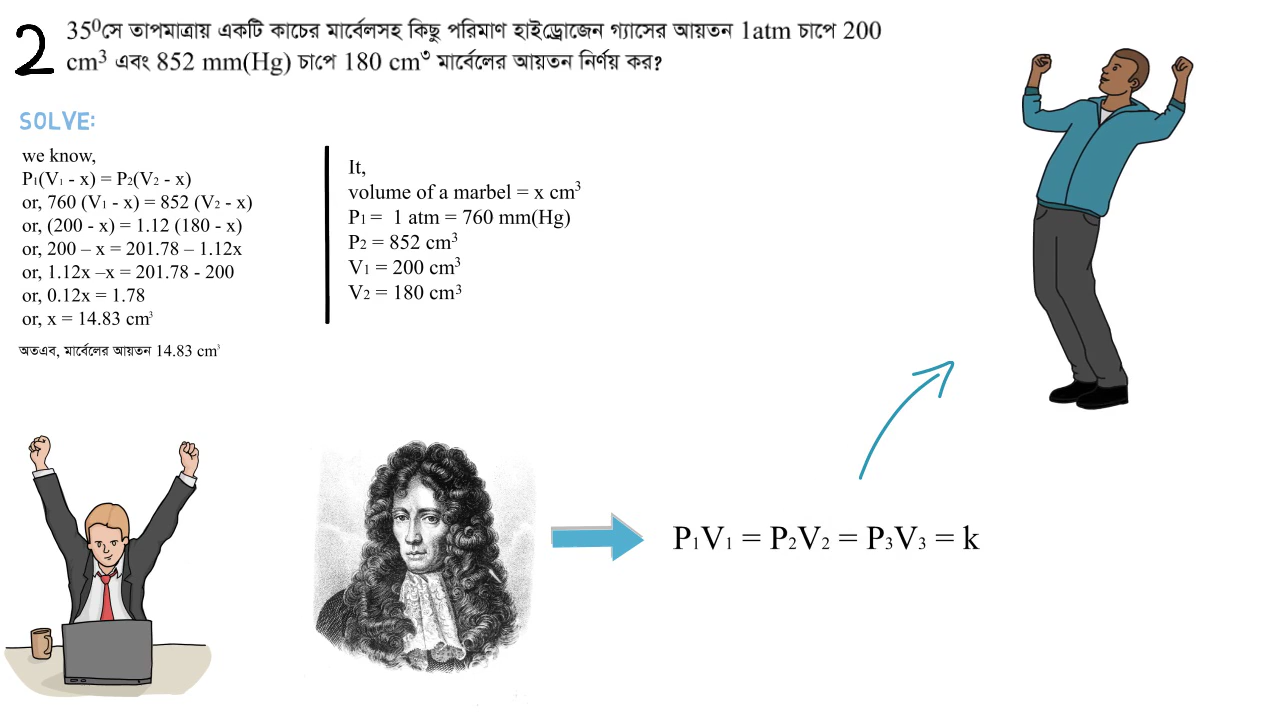 2
35⁰সে তাপমাত্রায় একটি কাচের মার্বেলসহ কিছু পরিমাণ হাইড্রোজেন গ্যাসের আয়তন 1atm চাপে 200
cm³ এবং 852 mm(Hg) চাপে 180 cm³ মার্বেলের আয়তন নির্ণয় কর?
SOLVE:
we know,
P₁(V₁ - x) = P₂(V₂ - x)
or, 760 (V₁ - x) = 852 (V₂ - x)
or, (200 - x) = 1.12 (180 - x)
or, 200 – x = 201.78 – 1.12x
or, 1.12x –x = 201.78 - 200
or, 0.12x = 1.78
or, x = 14.83 cm³
অতএব, মার্বেলের আয়তন 14.83 cm³
It,
volume of a marbel = x cm³
P₁ = 1 atm = 760 mm(Hg)
P₂ = 852 cm³
V₁ = 200 cm³
V₂ = 180 cm³
P₁V₁ = P₂V₂ = P₃V₃ = k